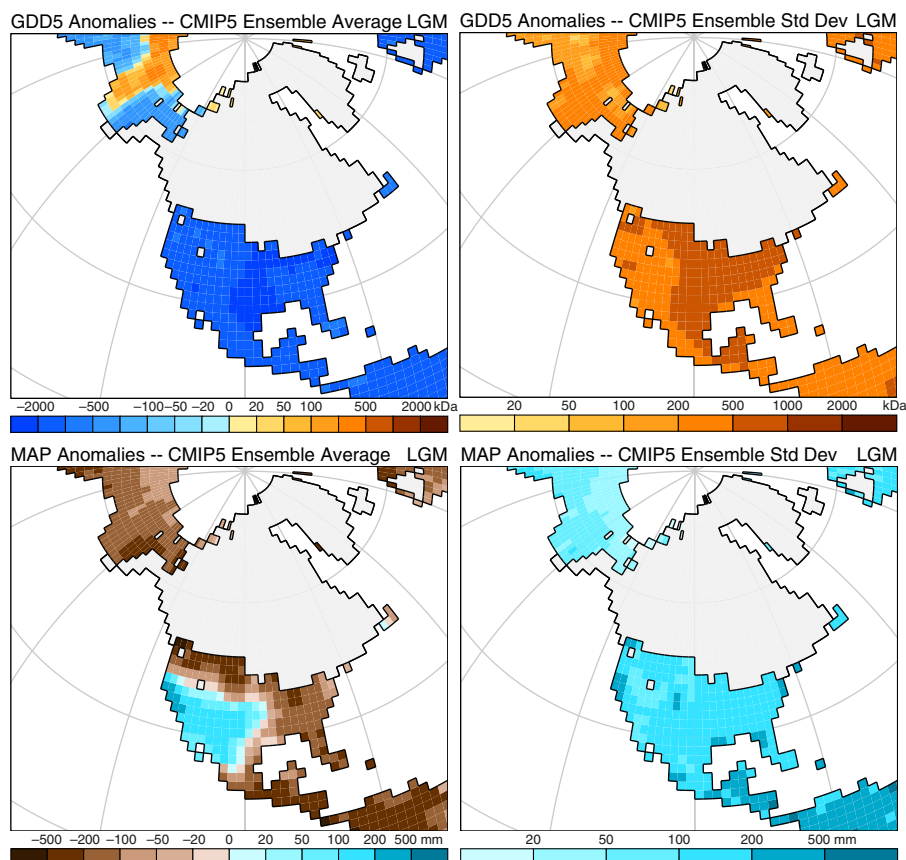 GDD5 Anomalies -- CMIP5 Ensemble Average LGM
GDD5 Anomalies -- CMIP5 Ensemble Std Dev LGM
−2000 −500 −100 −50 −20 0 20 50 100 500 2000 kDa
20 50 100 200 500 1000 2000 kDa
MAP Anomalies -- CMIP5 Ensemble Average LGM
MAP Anomalies -- CMIP5 Ensemble Std Dev LGM
−500 −200 −100 −50 −20 0 20 50 100 200 500 mm
20 50 100 200 500 mm